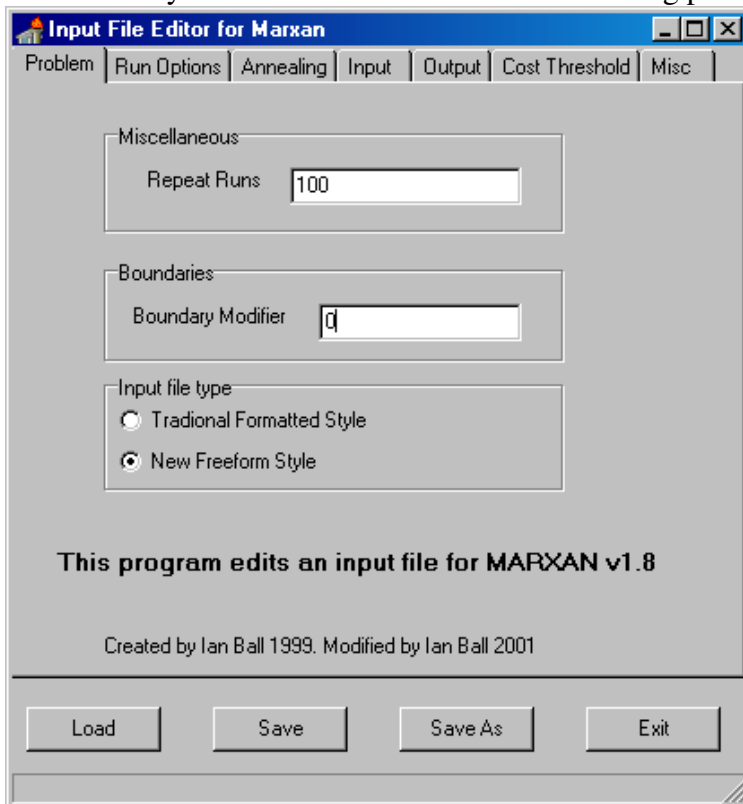 Input File Editor for Marxan
Problem Run Options Annealing Input Output Cost Threshold Misc
Miscellaneous
Repeat Runs 100
Boundaries
Boundary Modifier 0
Input file type
Tradional Formatted Style
New Freeform Style
This program edits an input file for MARXAN v1.8
Created by Ian Ball 1999. Modified by Ian Ball 2001
Load Save Save As Exit